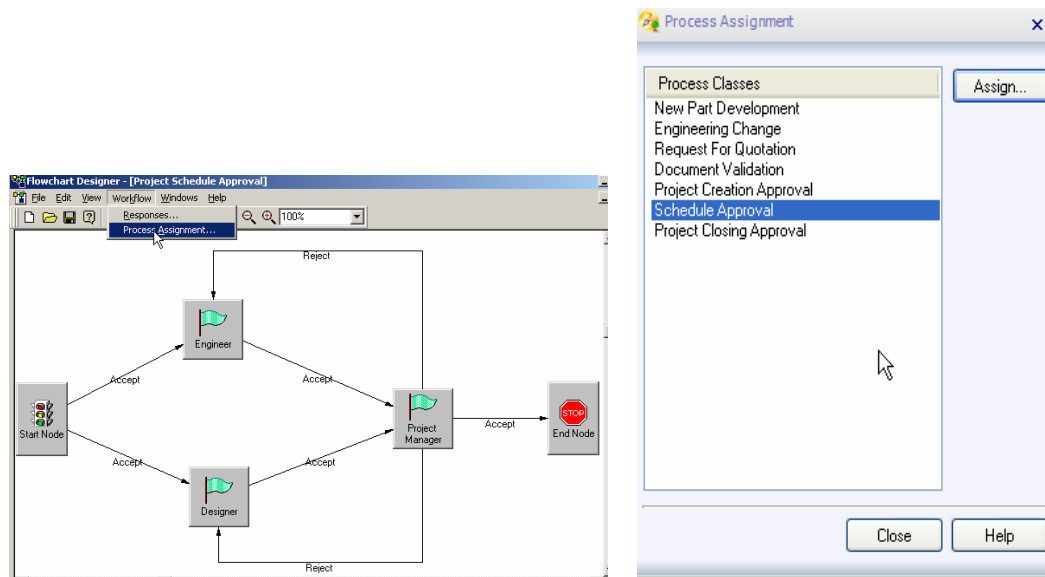 Flowchart Designer - [Project Schedule Approval]
File Edit View Workflow Windows Help
Responses...
100%
Process Assignment...
Reject
Engineer
Accept
Accept
Start Node
Project
Manager
Accept
STOP
End Node
Accept
Accept
Designer
Reject
Process Assignment
Process Classes
Assign...
New Part Development
Engineering Change
Request For Quotation
Document Validation
Project Creation Approval
Schedule Approval
Project Closing Approval
Close
Help